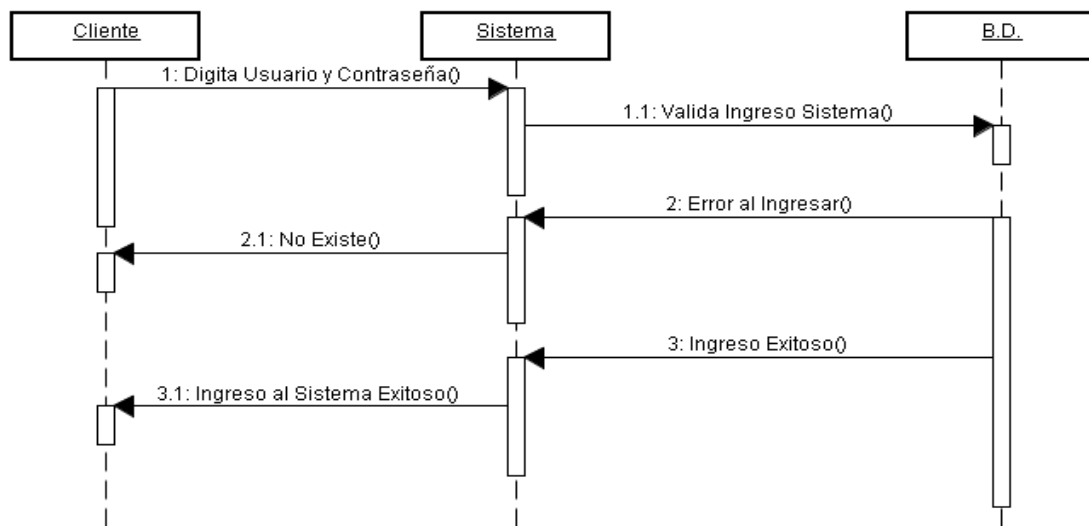 Cliente
Sistema
B.D.
1: Digita Usuario y Contraseña()
1.1: Valida Ingreso Sistema()
2: Error al Ingresar()
2.1: No Existe()
3: Ingreso Exitoso()
3.1: Ingreso al Sistema Exitoso()